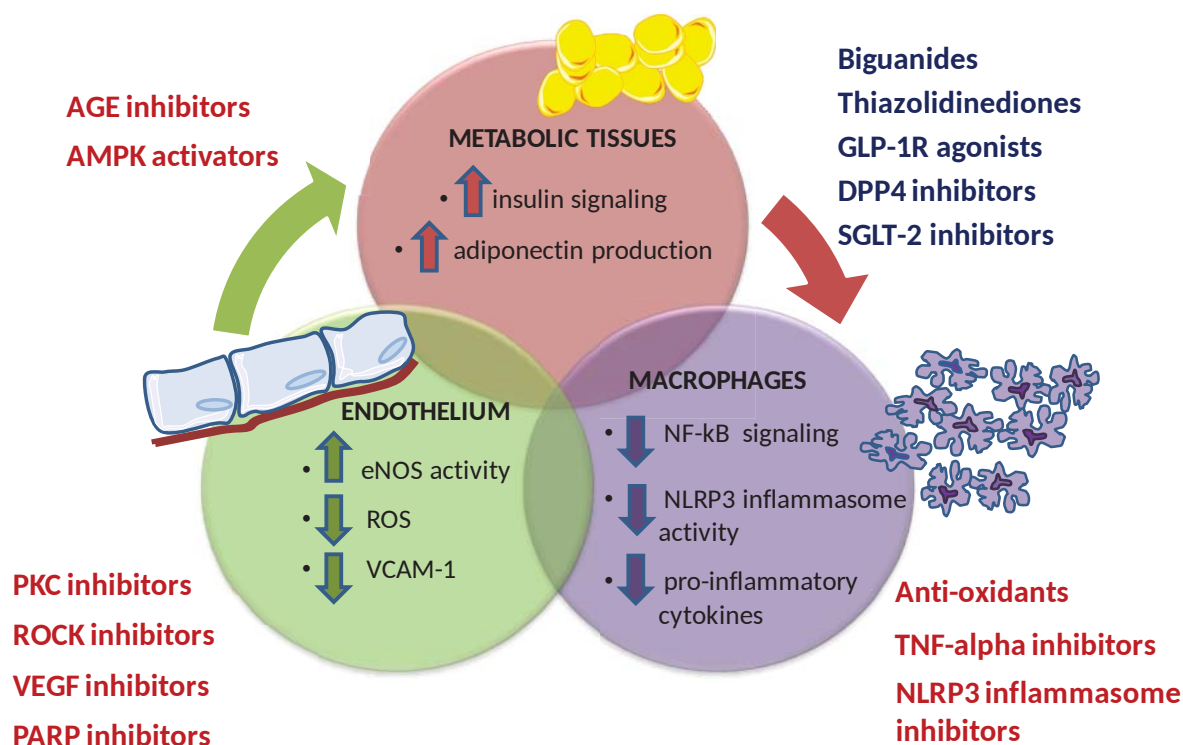 AGE inhibitors
AMPK activators
Biguanides
Thiazolidinediones
GLP-1R agonists
DPP4 inhibitors
SGLT-2 inhibitors
METABOLIC TISSUES
• insulin signaling
• adiponectin production
ENDOTHELIUM
• eNOS activity
• ROS
• VCAM-1
MACROPHAGES
• NF-kB signaling
• NLRP3 inflammasome
activity
• pro-inflammatory
cytokines
PKC inhibitors
ROCK inhibitors
VEGF inhibitors
PARP inhibitors
Anti-oxidants
TNF-alpha inhibitors
NLRP3 inflammasome
inhibitors